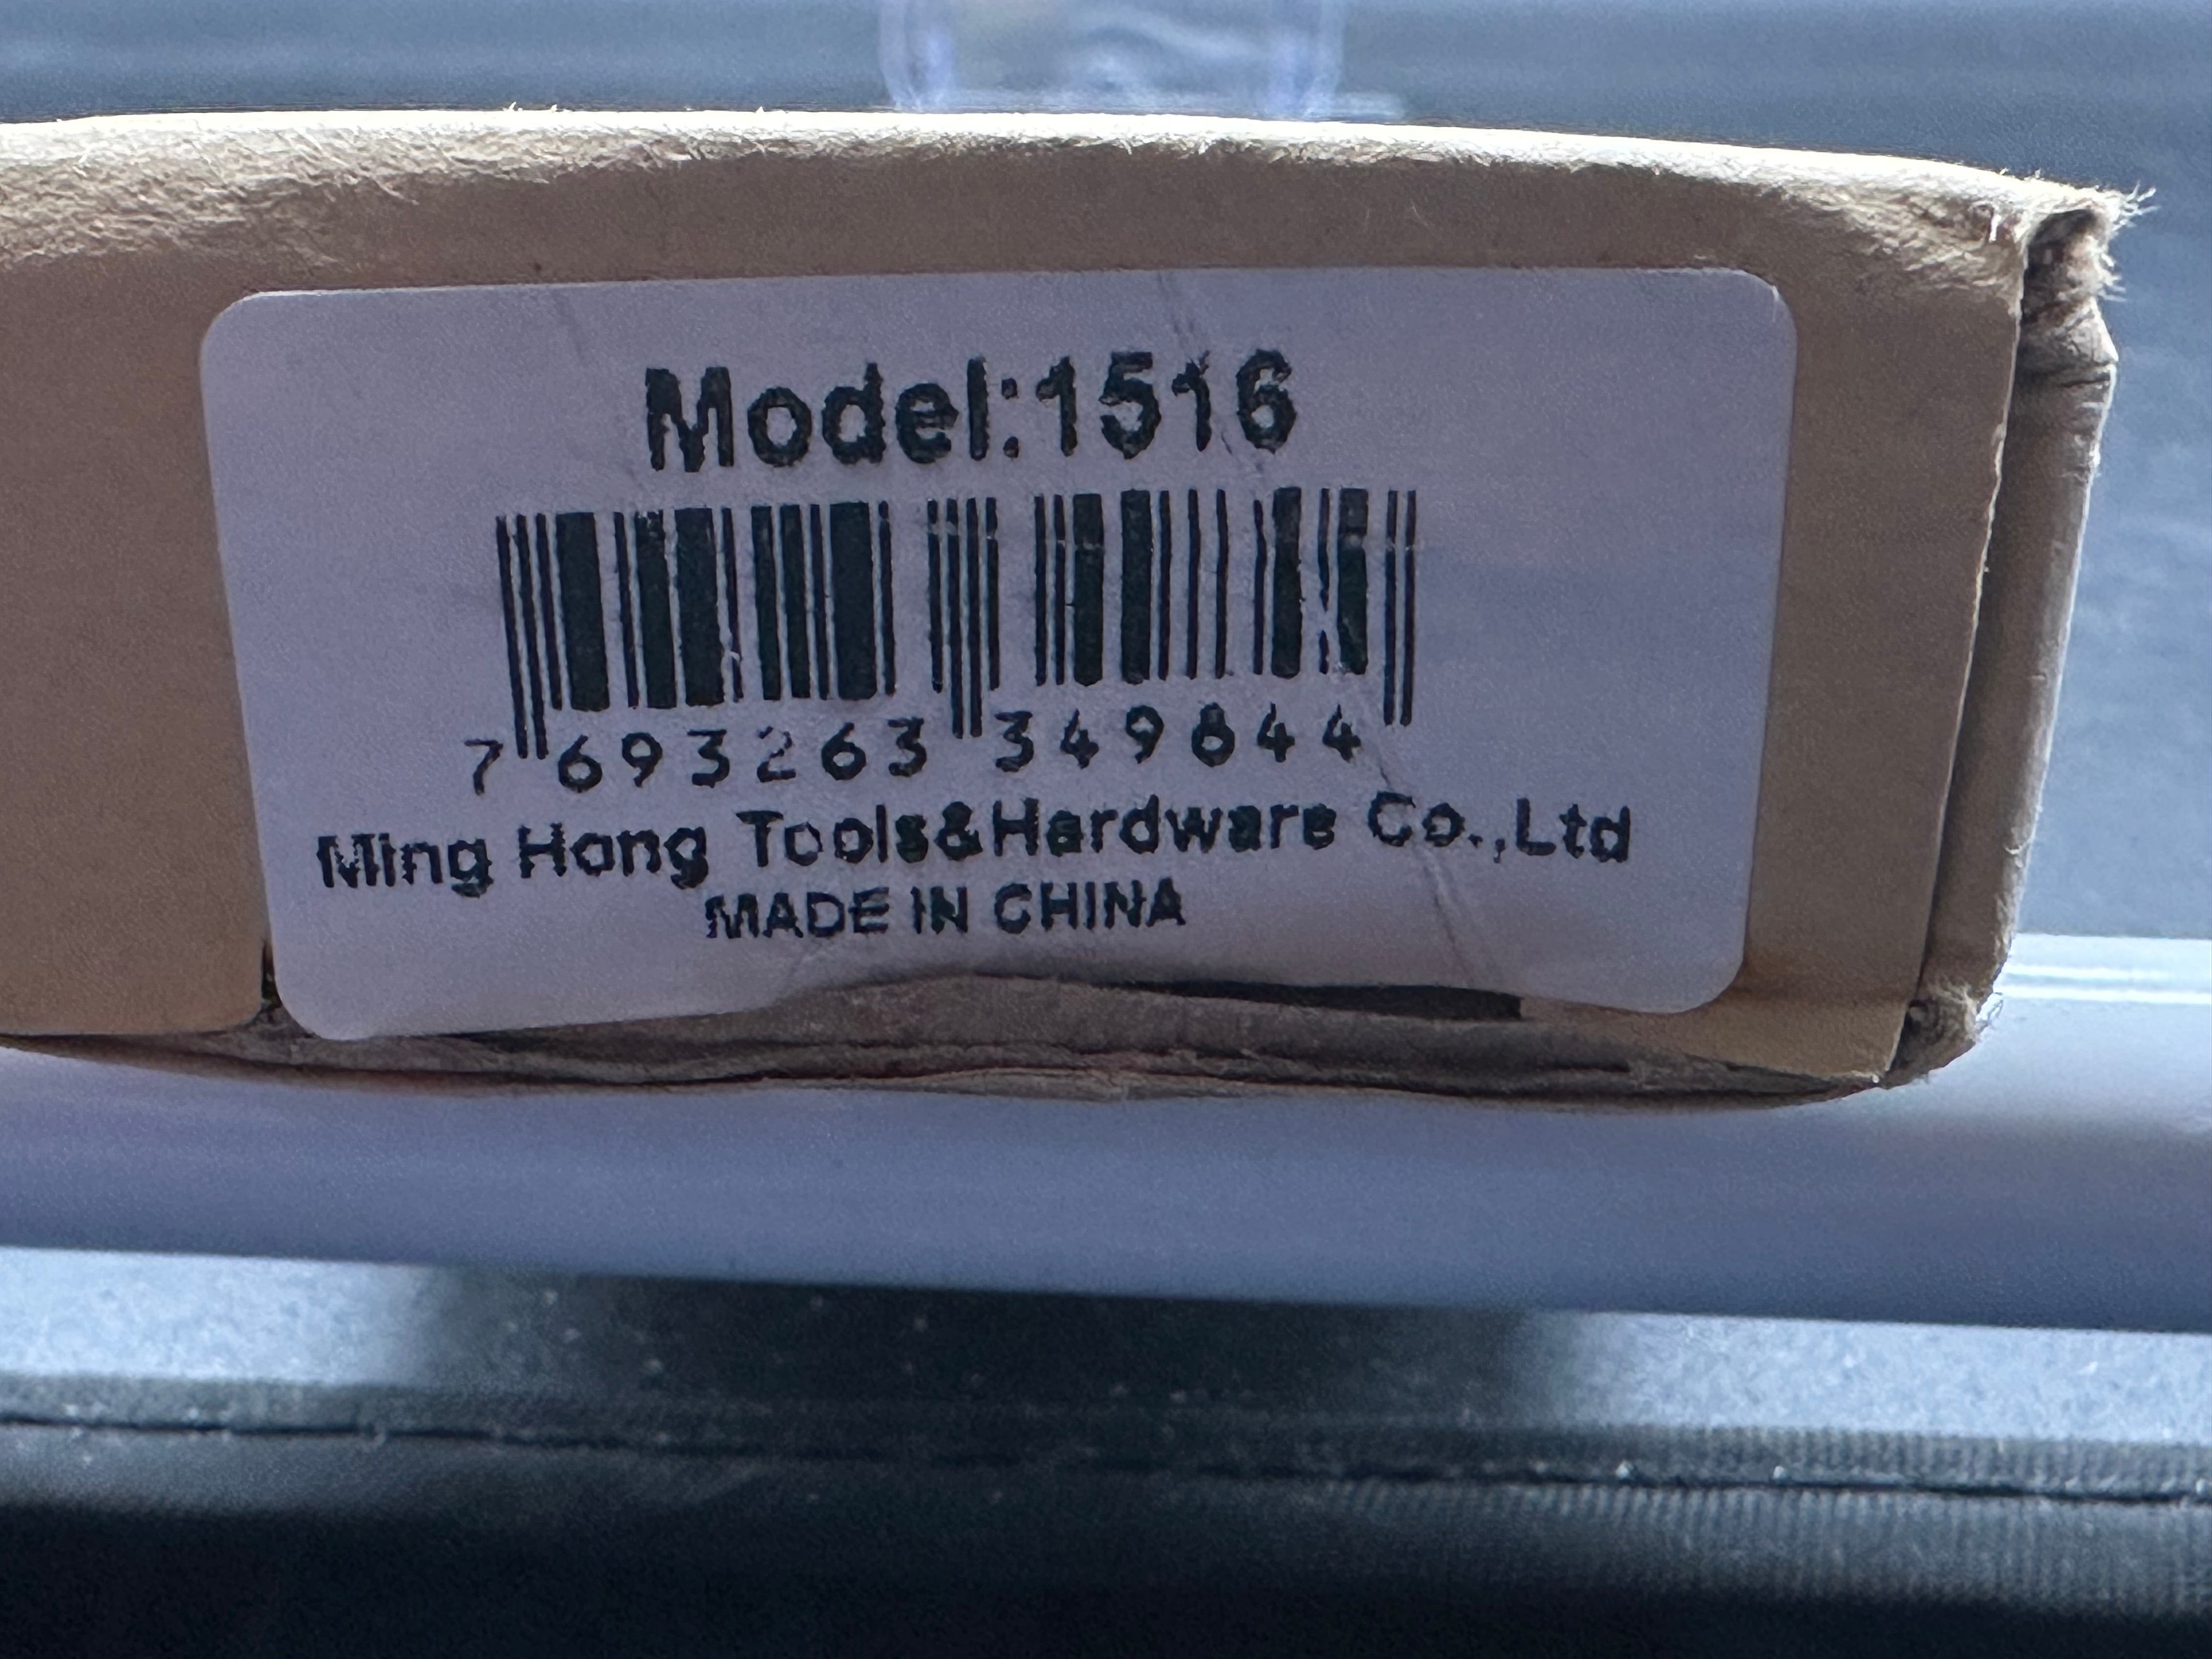 Model:1516
7 693263 349844
Ming Hong Tools&Hardware Co.,Ltd
MADE IN CHINA